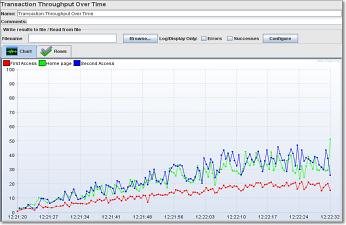 Transaction Throughput Over Time
Name: Transaction Throughput Over Time
Comments:
Write results to file / Read from file
Filename Browse... Log/Display Only: Errors Successes Configure
Chart Rows
First Access Home page Second Access
100
90
80
70
60
50
40
30
20
10
0
12:21:20 12:21:27 12:21:34 12:21:41 12:21:48 12:21:56 12:22:03 12:22:10 12:22:17 12:22:24 12:22:32